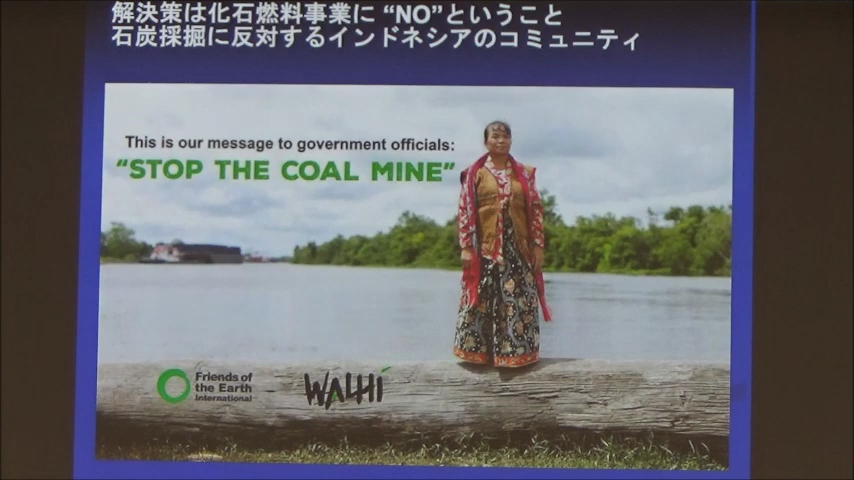 解決策は化石燃料事業に “NO”ということ
石炭採掘に反対するインドネシアのコミュニティ
This is our message to government officials:
“STOP THE COAL MINE”
Friends of
the Earth
International
WALHI